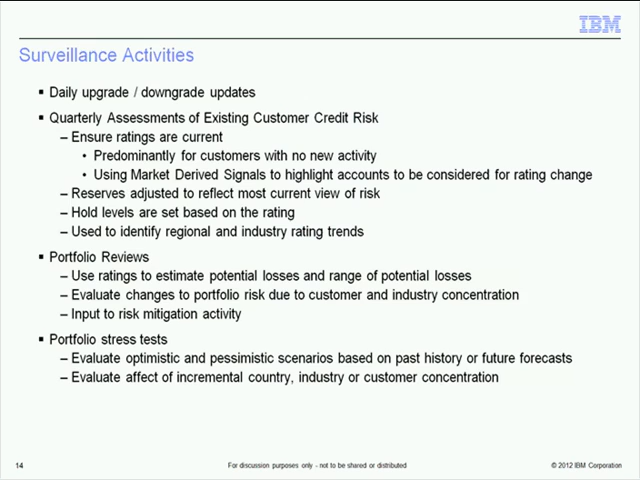 IBM
Surveillance Activities
▪ Daily upgrade / downgrade updates
▪ Quarterly Assessments of Existing Customer Credit Risk
– Ensure ratings are current
• Predominantly for customers with no new activity
• Using Market Derived Signals to highlight accounts to be considered for rating change
– Reserves adjusted to reflect most current view of risk
– Hold levels are set based on the rating
– Used to identify regional and industry rating trends
▪ Portfolio Reviews
– Use ratings to estimate potential losses and range of potential losses
– Evaluate changes to portfolio risk due to customer and industry concentration
– Input to risk mitigation activity
▪ Portfolio stress tests
– Evaluate optimistic and pessimistic scenarios based on past history or future forecasts
– Evaluate affect of incremental country, industry or customer concentration
14 For discussion purposes only - not to be shared or distributed © 2012 IBM Corporation